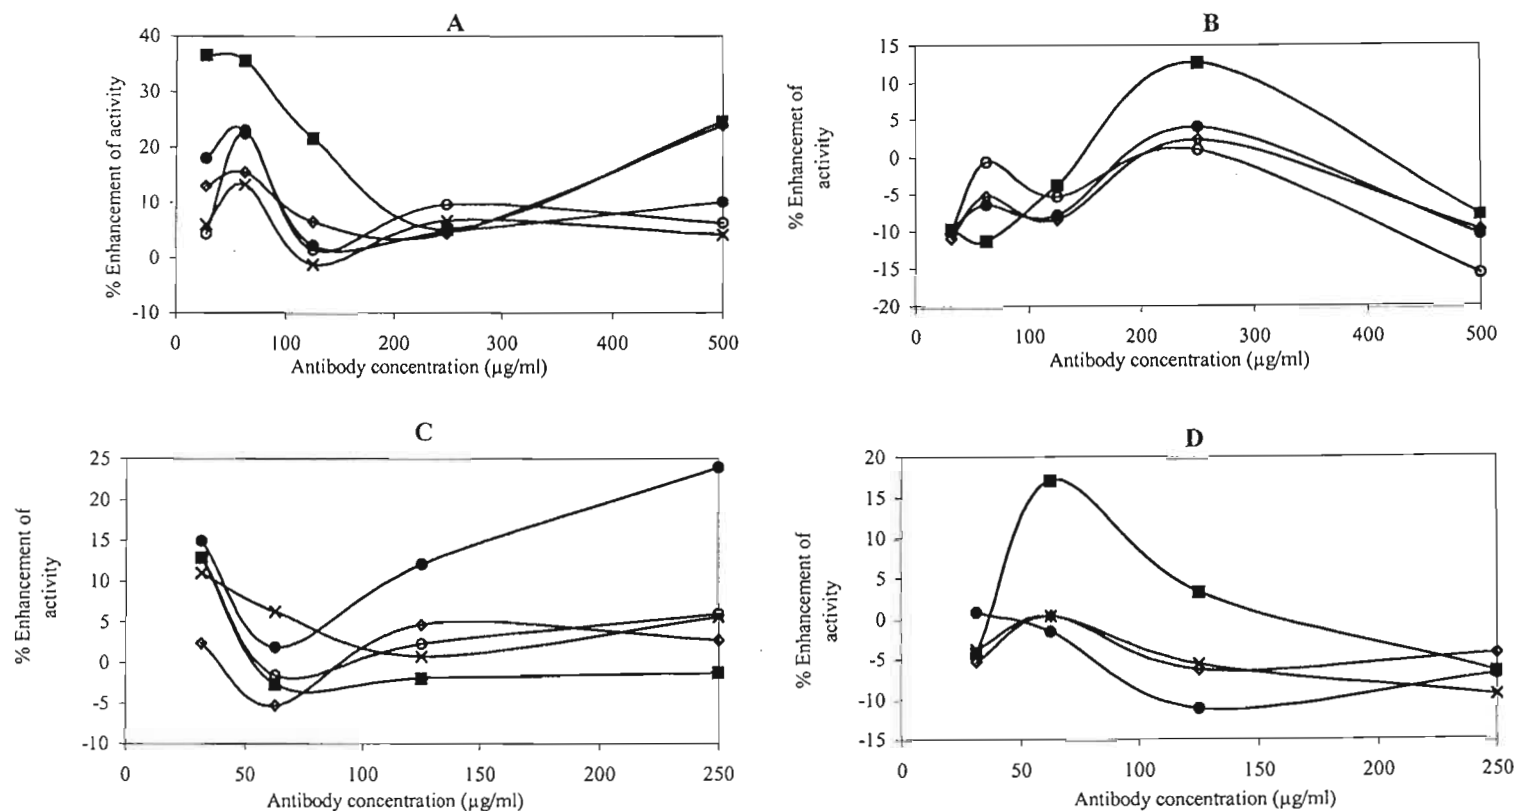 A
40
30
20
10
0
-10
% Enhancement of activity
0 100 200 300 400 500
Antibody concentration (µg/ml)
B
15
10
5
0
-5
-10
-15
-20
% Enhancemet of
activity
0 100 200 300 400 500
Antibody concentration (µg/ml)
C
25
20
15
10
5
0
-5
-10
% Enhancement of
activity
0 50 100 150 200 250
Antibody concentration (µg/ml)
D
20
15
10
5
0
-5
-10
-15
% Enhancement of
activity
0 50 100 150 200 250
Antibody concentration (µg/ml)